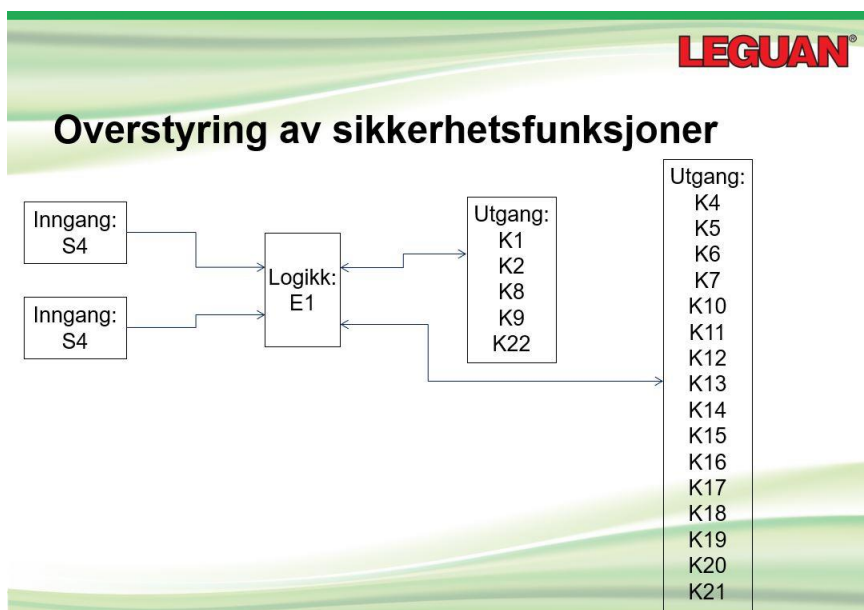 LEGUAN®
Overstyring av sikkerhetsfunksjoner
Inngang:
S4
Inngang:
S4
Logikk:
E1
Utgang:
K1
K2
K8
K9
K22
Utgang:
K4
K5
K6
K7
K10
K11
K12
K13
K14
K15
K16
K17
K18
K19
K20
K21